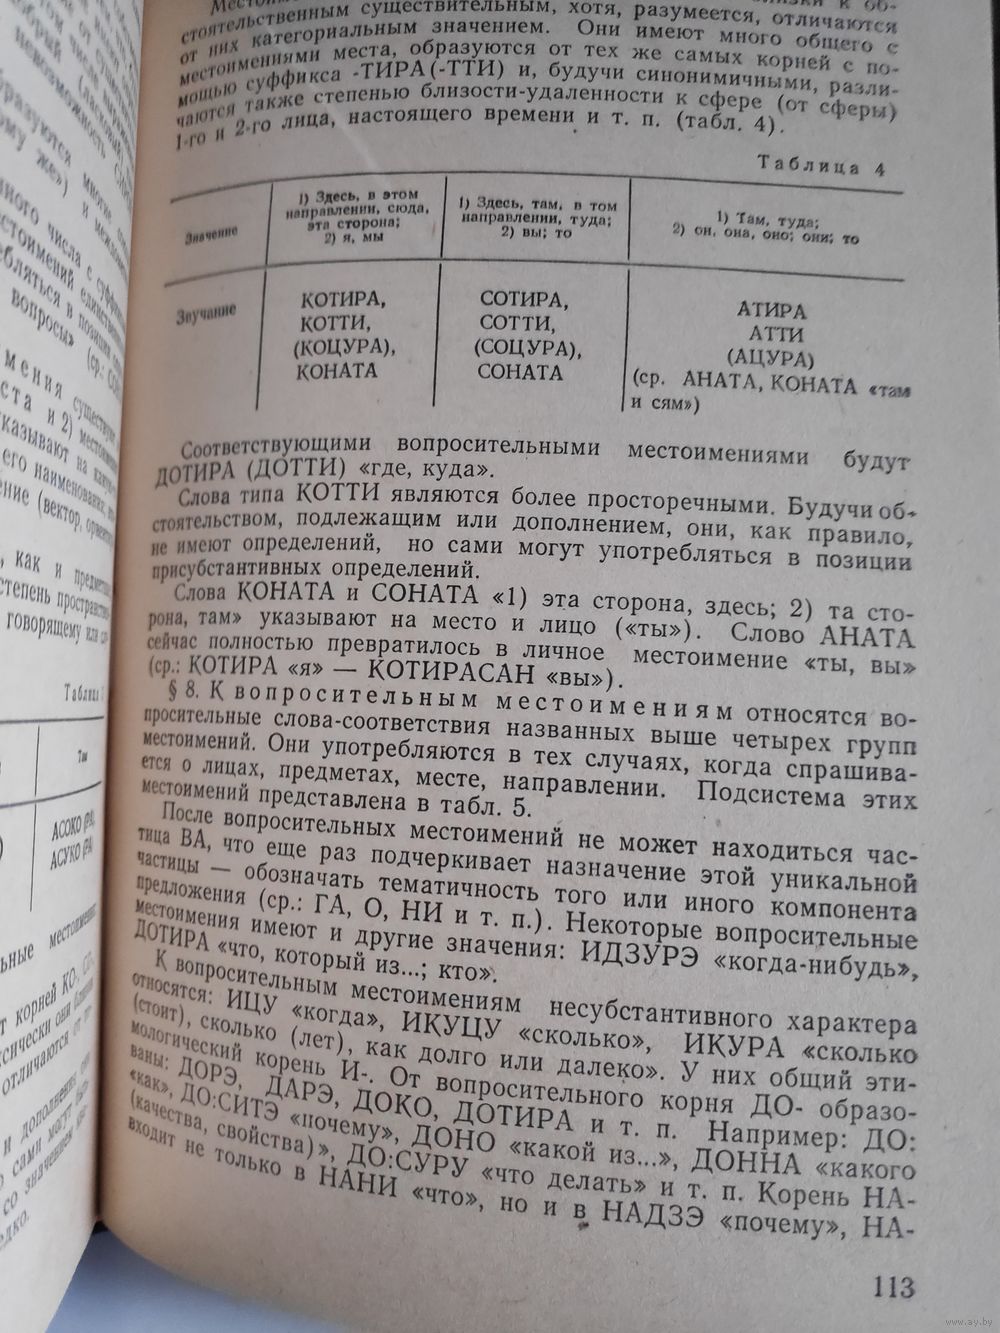 стоятельственным существительным, хотя, разумеется, отличаются
от них категориальным значением. Они имеют много общего с
местоимениями места, образуются от тех же самых корней с по-
мощью суффикса -ТИРА (-ТТИ) и, будучи синонимичными, разли-
чаются также степенью близости-удаленности к сфере (от сферы)
1-го и 2-го лица, настоящего времени и т. п. (табл. 4).
Таблица 4
Значение
1) Здесь, в этом
направлении, сюда,
эта сторона;
2) я, мы
1) Здесь, там, в том
направлении, туда;
2) вы; то
1) Там, туда;
2) он, она, оно; они; то
Звучание
КОТИРА,
КОТТИ,
(КОЦУРА),
КОНАТА
СОТИРА,
СОТТИ,
(СОЦУРА),
СОНАТА
АТИРА
АТТИ
(АЦУРА)
(ср. АНАТА, КОНАТА «там
и сям»)
Соответствующими вопросительными местоимениями будут
ДОТИРА (ДОТТИ) «где, куда».
Слова типа КОТТИ являются более просторечными. Будучи об-
стоятельством, подлежащим или дополнением, они, как правило,
не имеют определений, но сами могут употребляться в позиции
присубстантивных определений.
Слова КОНАТА и СОНАТА «1) эта сторона, здесь; 2) та сто-
рона, там» указывают на место и лицо («ты»). Слово АНАТА
сейчас полностью превратилось в личное местоимение «ты, вы»
(ср.: КОТИРА «я» — КОТИРАСАН «вы»).
§ 8. К вопросительным местоимениям относятся во-
просительные слова-соответствия названных выше четырех групп
местоимений. Они употребляются в тех случаях, когда спрашива-
ется о лицах, предметах, месте, направлении. Подсистема этих
местоимений представлена в табл. 5.
После вопросительных местоимений не может находиться час-
тица ВА, что еще раз подчеркивает назначение этой уникальной
частицы — обозначать тематичность того или иного компонента
предложения (ср.: ГА, О, НИ и т. п.). Некоторые вопросительные
местоимения имеют и другие значения: ИДЗУРЭ «когда-нибудь»,
ДОТИРА «что, который из...; кто».
К вопросительным местоимениям несубстантивного характера
относятся: ИЦУ «когда», ИКУЦУ «сколько», ИКУРА «сколько
(стоит), сколько (лет), как долго или далеко». У них общий эти-
мологический корень И-. От вопросительного корня ДО- образо-
ваны: ДОРЭ, ДАРЭ, ДОКО, ДОТИРА и т. п. Например: ДО:
«как», ДО:СИТЭ «почему», ДОНО «какой из...», ДОННА «какого
(качества, свойства)», ДО:СУРУ «что делать» и т. п. Корень НА-
входит не только в НАНИ «что», но и в НАДЗЭ «почему», НА-
113
www.ay.by